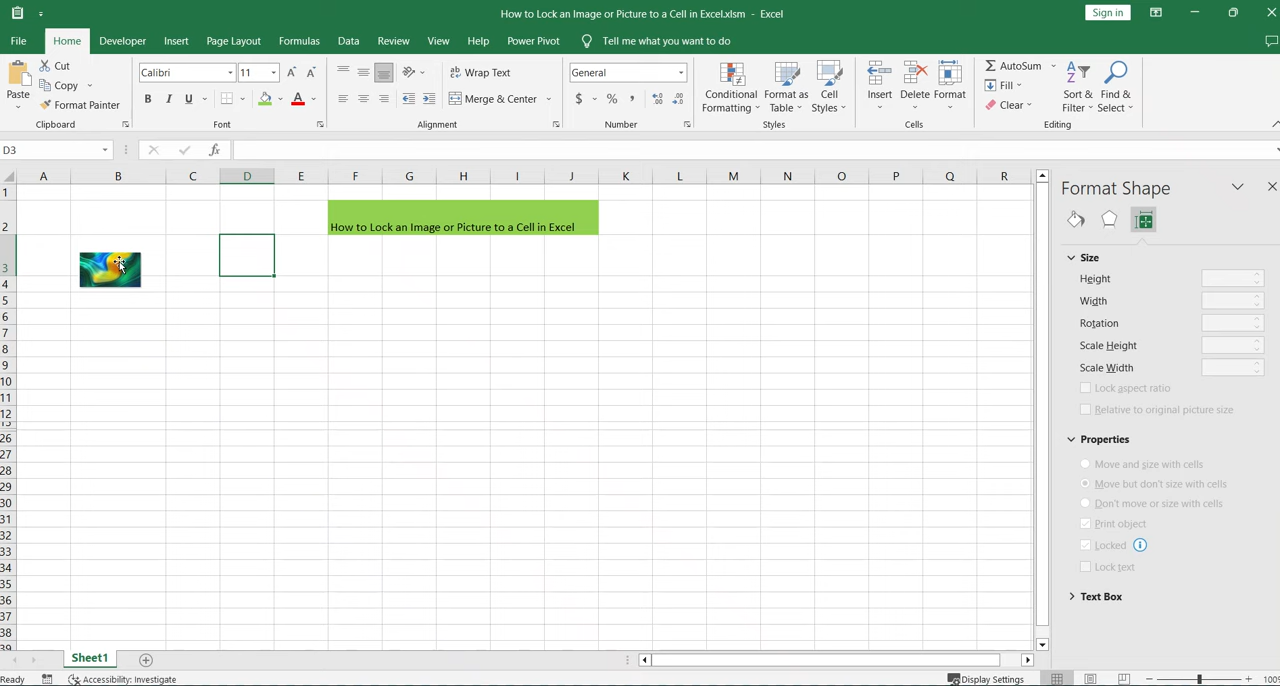 How to Lock an Image or Picture to a Cell in Excel.xlsm - Excel
Sign in
File Home Developer Insert Page Layout Formulas Data Review View Help Power Pivot Tell me what you want to do
Paste
Cut
Copy
Format Painter
Clipboard
Calibri 11
B I U
Font
Wrap Text
Merge & Center
Alignment
General
$ % ,
Number
Conditional Formatting
Format as Table
Cell Styles
Styles
Insert Delete Format
Cells
AutoSum
Fill
Clear
Sort & Filter
Find & Select
Editing
D3
fx
A B C D E F G H I J K L M N O P Q R
1
2
3
4
5
6
7
8
9
10
11
12
13
26
27
28
29
30
31
32
33
34
35
36
37
38
39
How to Lock an Image or Picture to a Cell in Excel
Format Shape
Size
Height
Width
Rotation
Scale Height
Scale Width
Lock aspect ratio
Relative to original picture size
Properties
Move and size with cells
Move but don't size with cells
Don't move or size with cells
Print object
Locked
Lock text
Text Box
Sheet1
Ready
Accessibility: Investigate
Display Settings
100%